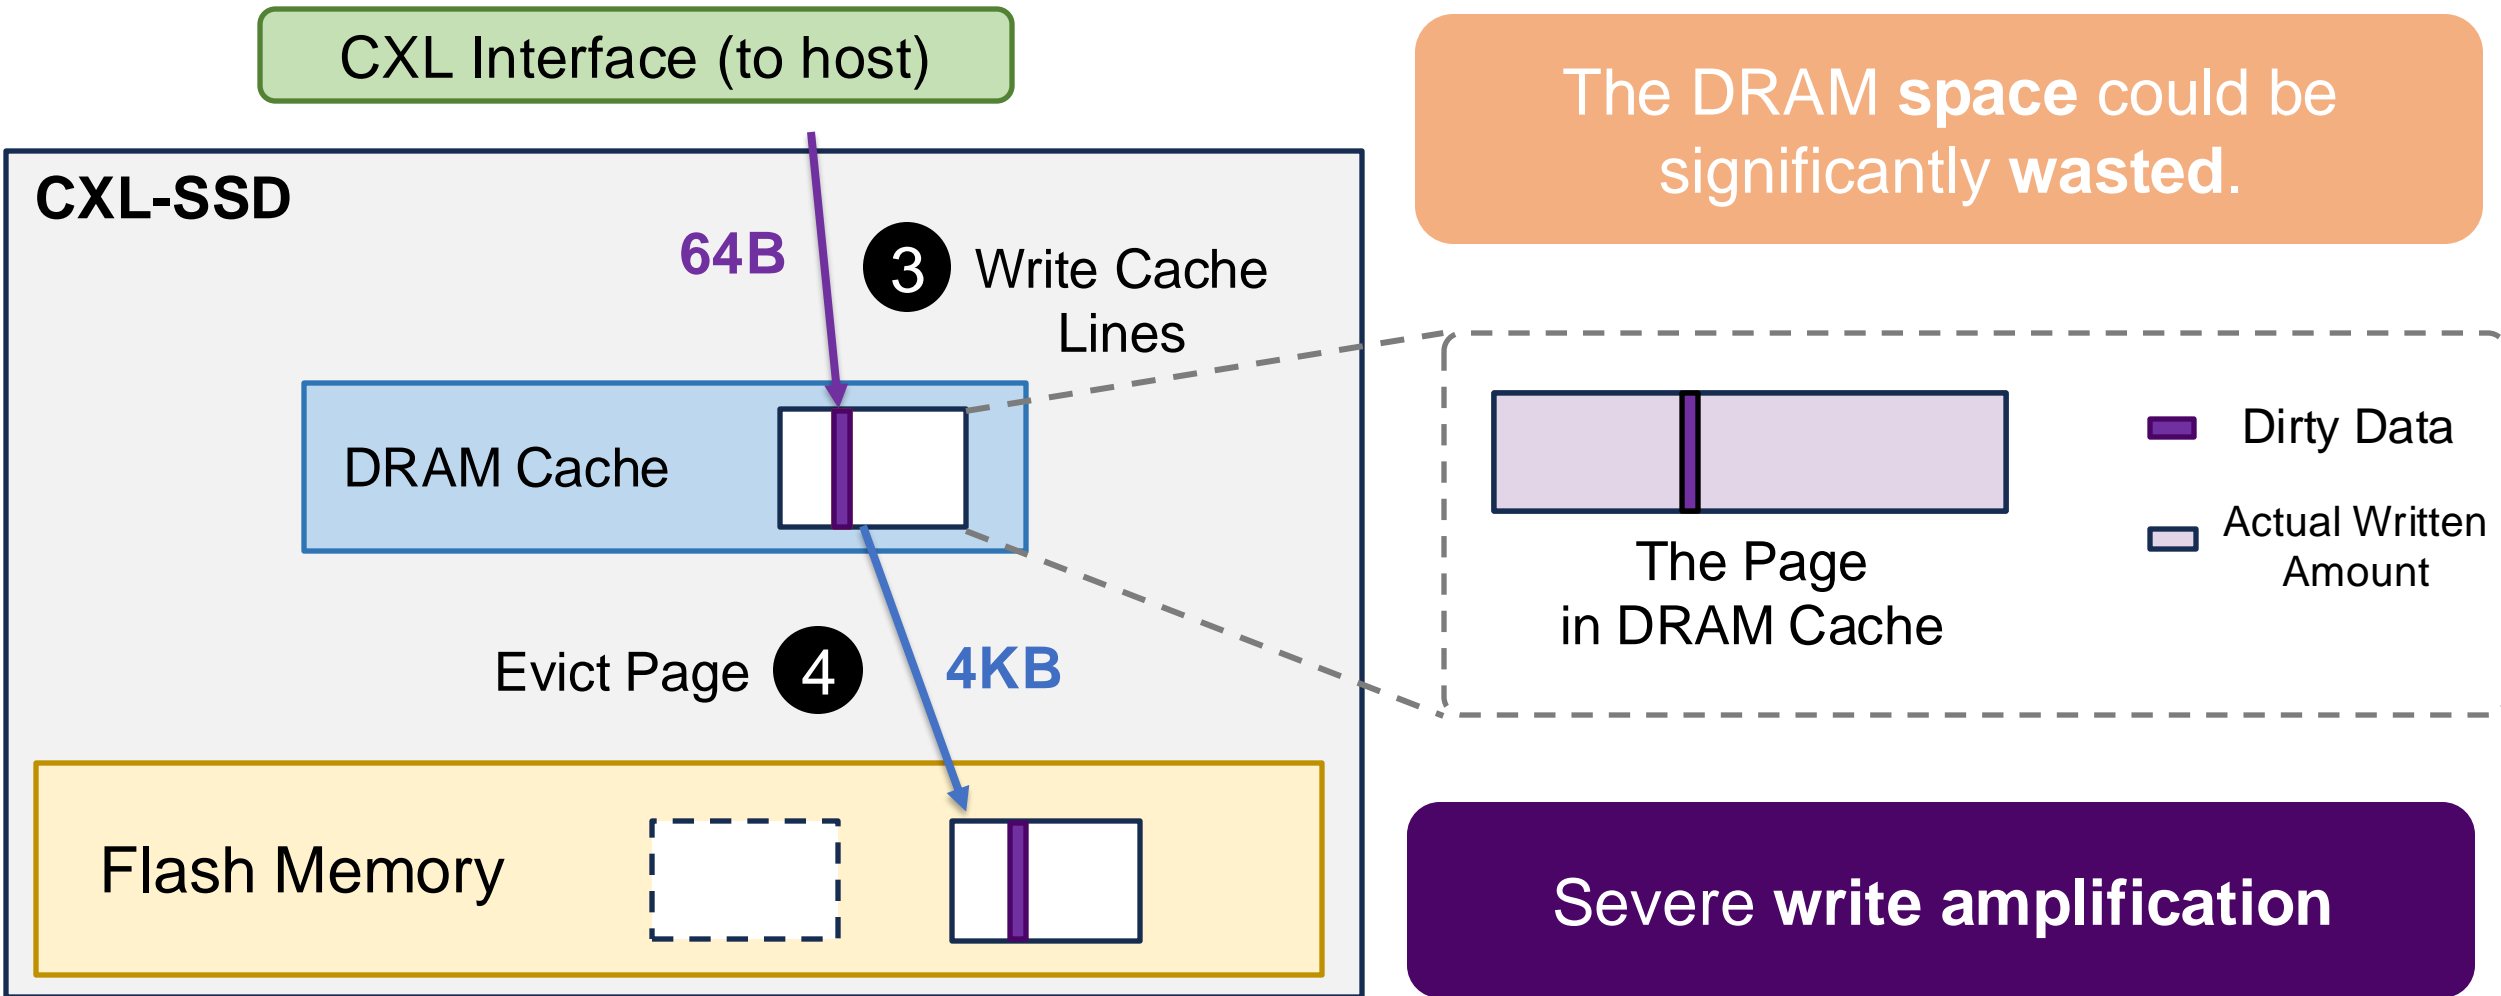 CXL Interface (to host)
The DRAM space could be
significantly wasted.
CXL-SSD
64B
3
Write Cache
Lines
DRAM Cache
Dirty Data
Actual Written
Amount
The Page
in DRAM Cache
Evict Page
4
4KB
Flash Memory
Severe write amplification